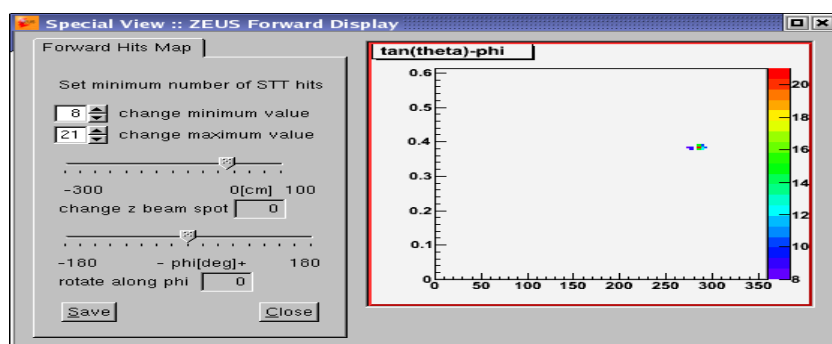 Special View :: ZEUS Forward Display
Forward Hits Map
Set minimum number of STT hits
8 change minimum value
21 change maximum value
-300 0[cm] 100
change z beam spot 0
-180 - phi[deg]+ 180
rotate along phi 0
Save Close
tan(theta)-phi
0.6
0.5
0.4
0.3
0.2
0.1
0
0 50 100 150 200 250 300 350
20
18
16
14
12
10
8